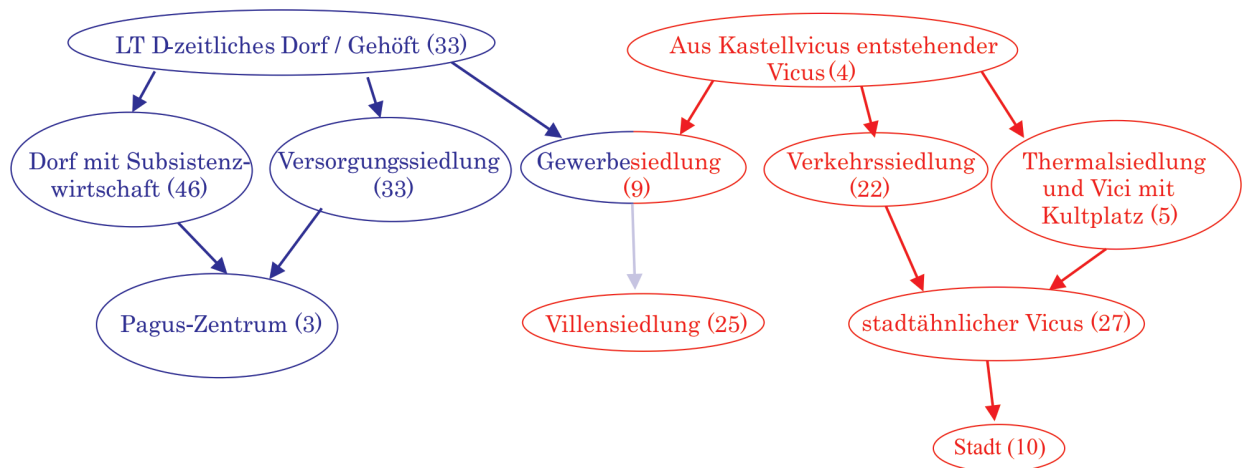 LT D-zeitliches Dorf / Gehöft (33)
Aus Kastellvicus entstehender
Vicus (4)
Dorf mit Subsistenz-
wirtschaft (46)
Versorgungssiedlung
(33)
Gewerbesiedlung
(9)
Verkehrssiedlung
(22)
Thermalsiedlung
und Vici mit
Kultplatz (5)
Pagus-Zentrum (3)
Villensiedlung (25)
stadtähnlicher Vicus (27)
Stadt (10)